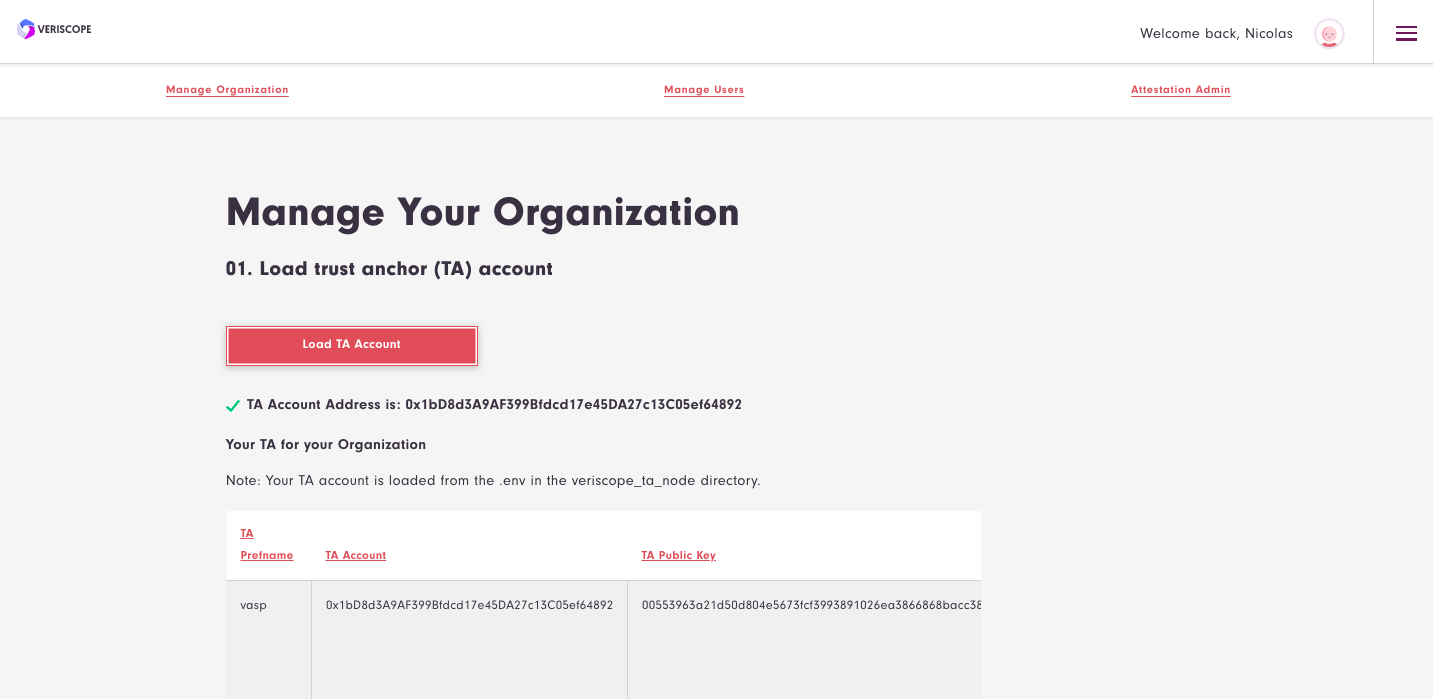 VERISCOPE
Welcome back, Nicolas
Manage Organization
Manage Users
Attestation Admin
Manage Your Organization
01. Load trust anchor (TA) account
Load TA Account
TA Account Address is: 0x1bD8d3A9AF399Bfdcd17e45DA27c13C05ef64892
Your TA for your Organization
Note: Your TA account is loaded from the .env in the veriscope_ta_node directory.
TA
Prefname
TA Account
TA Public Key
vasp
0x1bD8d3A9AF399Bfdcd17e45DA27c13C05ef64892
00553963a21d50d804e5673fcf3993891026ea3866868bacc38